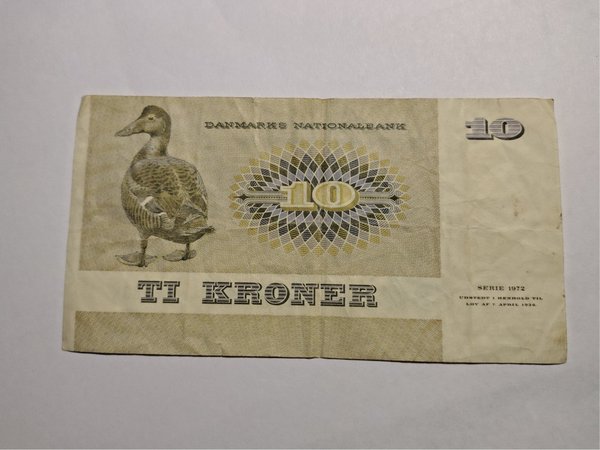 DANMARKS NATIONALBANK
10
10
TI KRONER
SERIE 1972
UDSTEDT I HENHOLD TIL
LOV AF 7. APRIL 1936.